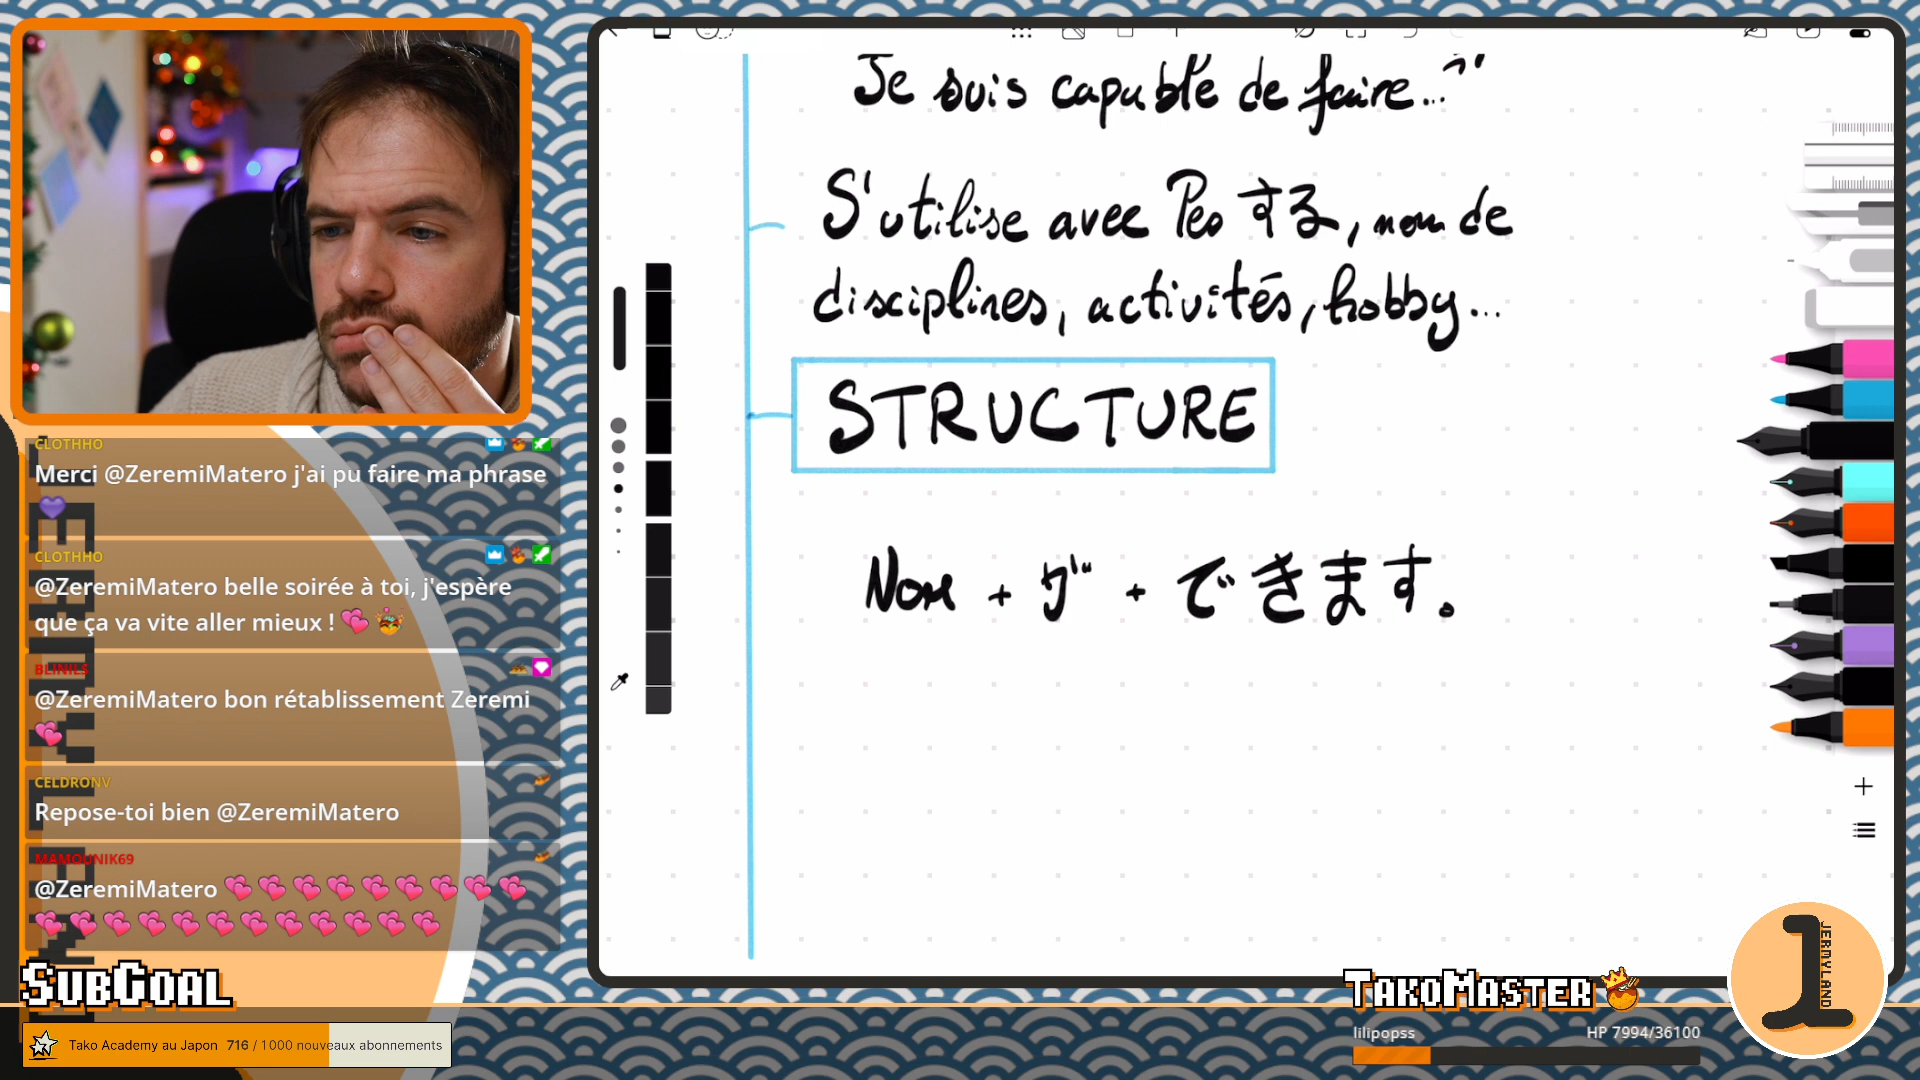 Je suis capable de faire..."
S'utilise avec Peo する, nom de
disciplines, activités, hobby...
STRUCTURE
Nom + が + できます。
CLOTHHO
Merci @ZeremiMatero j'ai pu faire ma phrase
CLOTHHO
@ZeremiMatero belle soirée à toi, j'espère
que ça va vite aller mieux !
BLINILS
@ZeremiMatero bon rétablissement Zeremi
CELDRONV
Repose-toi bien @ZeremiMatero
MAMOUNIK69
@ZeremiMatero
SUBGOAL
Tako Academy au Japon 716 / 1000 nouveaux abonnements
TAKOMASTER
lilipopss HP 7994/36100
JEREMYLAND